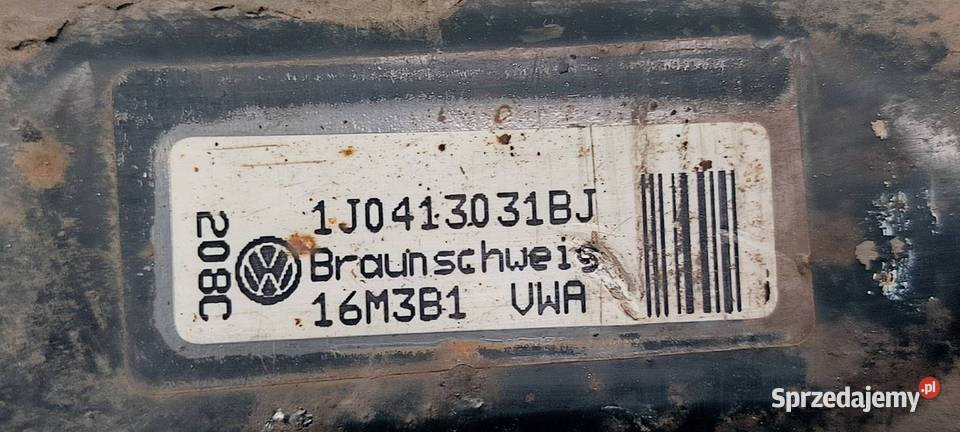 208C
1J0413031BJ
Braunschweig
16M3B1 VWA
Sprzedajemy.pl